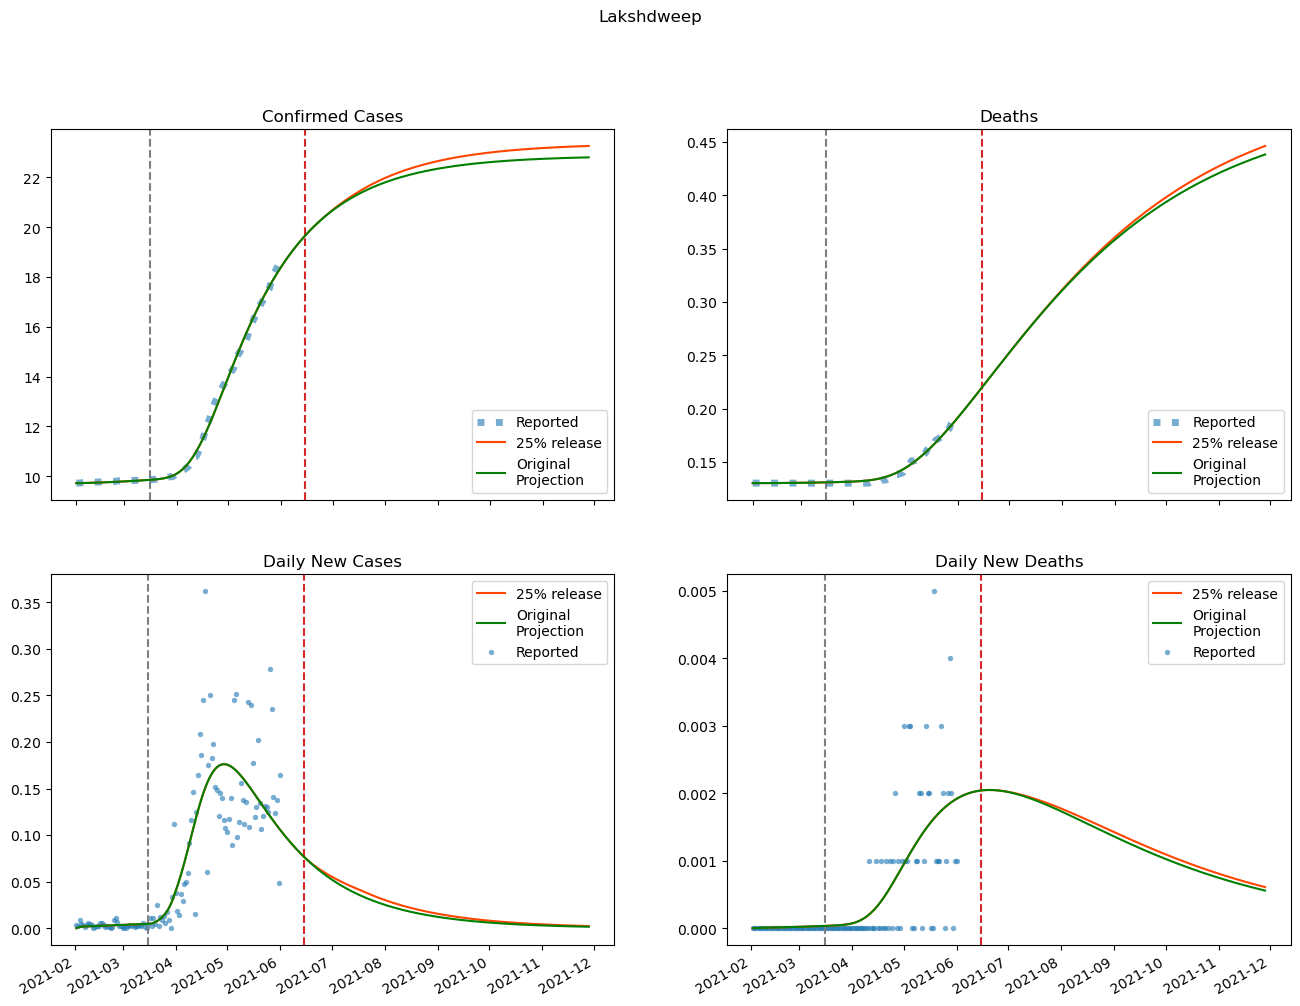 Lakshdweep
Confirmed Cases
22
20
18
16
14
12
10
Reported
25% release
Original
Projection
Deaths
0.45
0.40
0.35
0.30
0.25
0.20
0.15
Reported
25% release
Original
Projection
Daily New Cases
0.35
0.30
0.25
0.20
0.15
0.10
0.05
0.00
25% release
Original
Projection
Reported
2021-02
2021-03
2021-04
2021-05
2021-06
2021-07
2021-08
2021-09
2021-10
2021-11
2021-12
Daily New Deaths
0.005
0.004
0.003
0.002
0.001
0.000
25% release
Original
Projection
Reported
2021-02
2021-03
2021-04
2021-05
2021-06
2021-07
2021-08
2021-09
2021-10
2021-11
2021-12